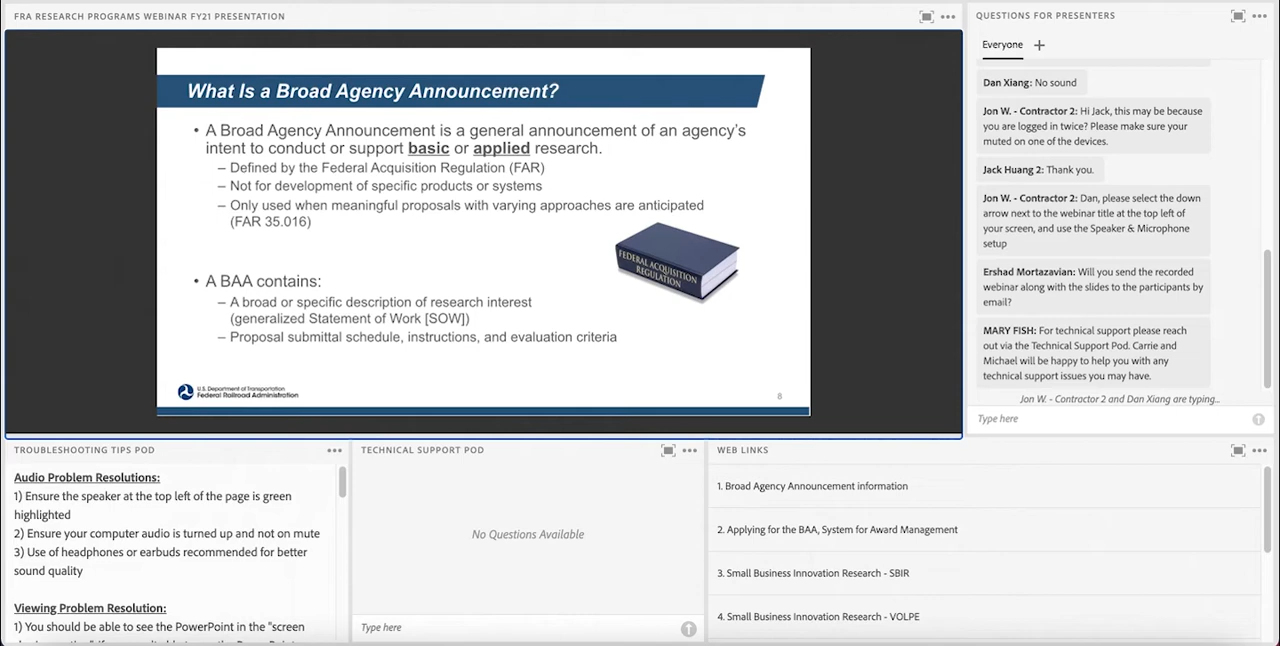 FRA RESEARCH PROGRAMS WEBINAR FY21 PRESENTATION
What Is a Broad Agency Announcement?
• A Broad Agency Announcement is a general announcement of an agency's
intent to conduct or support basic or applied research.
– Defined by the Federal Acquisition Regulation (FAR)
– Not for development of specific products or systems
– Only used when meaningful proposals with varying approaches are anticipated
(FAR 35.016)
FEDERAL ACQUISITION
REGULATION
• A BAA contains:
– A broad or specific description of research interest
(generalized Statement of Work [SOW])
– Proposal submittal schedule, instructions, and evaluation criteria
U.S. Department of Transportation
Federal Railroad Administration
8
QUESTIONS FOR PRESENTERS
Everyone +
Dan Xiang: No sound
Jon W. - Contractor 2: Hi Jack, this may be because
you are logged in twice? Please make sure your
muted on one of the devices.
Jack Huang 2: Thank you.
Jon W. - Contractor 2: Dan, please select the down
arrow next to the webinar title at the top left of
your screen, and use the Speaker & Microphone
setup
Ershad Mortazavian: Will you send the recorded
webinar along with the slides to the participants by
email?
MARY FISH: For technical support please reach
out via the Technical Support Pod. Carrie and
Michael will be happy to help you with any
technical support issues you may have.
Jon W. - Contractor 2 and Dan Xiang are typing...
Type here
TROUBLESHOOTING TIPS POD
Audio Problem Resolutions:
1) Ensure the speaker at the top left of the page is green
highlighted
2) Ensure your computer audio is turned up and not on mute
3) Use of headphones or earbuds recommended for better
sound quality
Viewing Problem Resolution:
1) You should be able to see the PowerPoint in the "screen
TECHNICAL SUPPORT POD
No Questions Available
Type here
WEB LINKS
1. Broad Agency Announcement information
2. Applying for the BAA, System for Award Management
3. Small Business Innovation Research - SBIR
4. Small Business Innovation Research - VOLPE